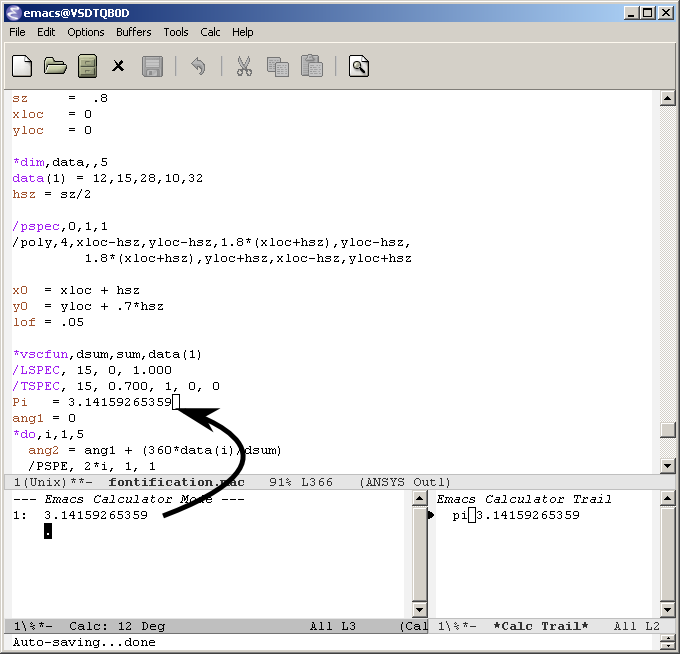 emacs@VSDTQB0D
File Edit Options Buffers Tools Calc Help
sz     =  .8
xloc   = 0
yloc   = 0
*dim,data,,5
data(1) = 12,15,28,10,32
hsz = sz/2
/pspec,0,1,1
/poly,4,xloc-hsz,yloc-hsz,1.8*(xloc+hsz),yloc-hsz,
1.8*(xloc+hsz),yloc+hsz,xloc-hsz,yloc+hsz
x0  = xloc + hsz
y0  = yloc + .7*hsz
lof = .05
*vscfun,dsum,sum,data(1)
/LSPEC, 15, 0, 1.000
/TSPEC, 15, 0.700, 1, 0, 0
Pi   = 3.14159265359
ang1 = 0
*do,i,1,5
ang2 = ang1 + (360*data(i)/dsum)
/PSPE, 2*i, 1, 1
1(Unix)**-  fontification.mac   91% L366   (ANSYS Outl)
--- Emacs Calculator Mode ---
1:  3.14159265359
.
1\%*-  Calc: 12 Deg                  All L3     (Cal
Emacs Calculator Trail
pi 3.14159265359
1\%*-  *Calc Trail*   All L2
Auto-saving...done